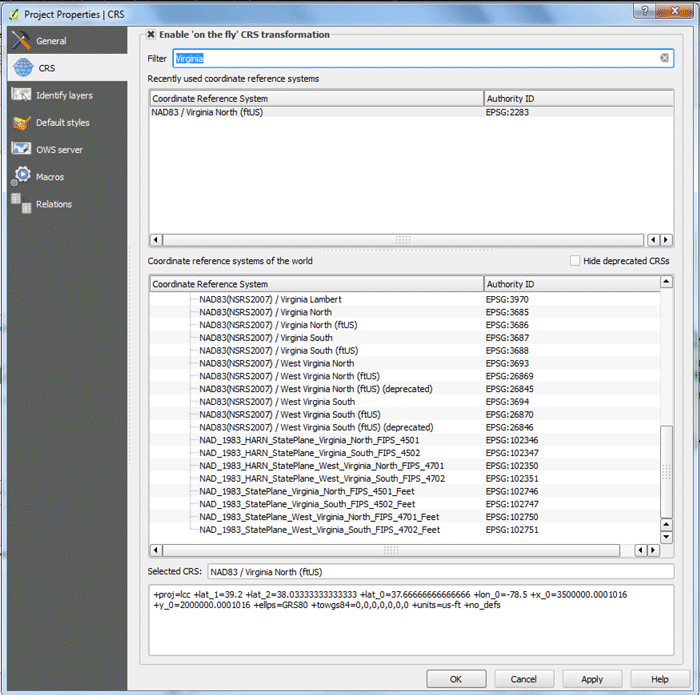 Project Properties | CRS
General
CRS
Identify layers
Default styles
OWS server
Macros
Relations
Enable 'on the fly' CRS transformation
Filter Virginia
Recently used coordinate reference systems
Coordinate Reference System Authority ID
NAD83 / Virginia North (ftUS) EPSG:2283
Coordinate reference systems of the world Hide deprecated CRSs
Coordinate Reference System Authority ID
NAD83(NSRS2007) / Virginia Lambert EPSG:3970
NAD83(NSRS2007) / Virginia North EPSG:3685
NAD83(NSRS2007) / Virginia North (ftUS) EPSG:3686
NAD83(NSRS2007) / Virginia South EPSG:3687
NAD83(NSRS2007) / Virginia South (ftUS) EPSG:3688
NAD83(NSRS2007) / West Virginia North EPSG:3693
NAD83(NSRS2007) / West Virginia North (ftUS) EPSG:26869
NAD83(NSRS2007) / West Virginia North (ftUS) (deprecated) EPSG:26845
NAD83(NSRS2007) / West Virginia South EPSG:3694
NAD83(NSRS2007) / West Virginia South (ftUS) EPSG:26870
NAD83(NSRS2007) / West Virginia South (ftUS) (deprecated) EPSG:26846
NAD_1983_HARN_StatePlane_Virginia_North_FIPS_4501 EPSG:102346
NAD_1983_HARN_StatePlane_Virginia_South_FIPS_4502 EPSG:102347
NAD_1983_HARN_StatePlane_West_Virginia_North_FIPS_4701 EPSG:102350
NAD_1983_HARN_StatePlane_West_Virginia_South_FIPS_4702 EPSG:102351
NAD_1983_StatePlane_Virginia_North_FIPS_4501_Feet EPSG:102746
NAD_1983_StatePlane_Virginia_South_FIPS_4502_Feet EPSG:102747
NAD_1983_StatePlane_West_Virginia_North_FIPS_4701_Feet EPSG:102750
NAD_1983_StatePlane_West_Virginia_South_FIPS_4702_Feet EPSG:102751
Selected CRS: NAD83 / Virginia North (ftUS)
+proj=lcc +lat_1=39.2 +lat_2=38.03333333333333 +lat_0=37.66666666666666 +lon_0=-78.5 +x_0=3500000.0001016
+y_0=2000000.0001016 +ellps=GRS80 +towgs84=0,0,0,0,0,0,0 +units=us-ft +no_defs
OK Cancel Apply Help